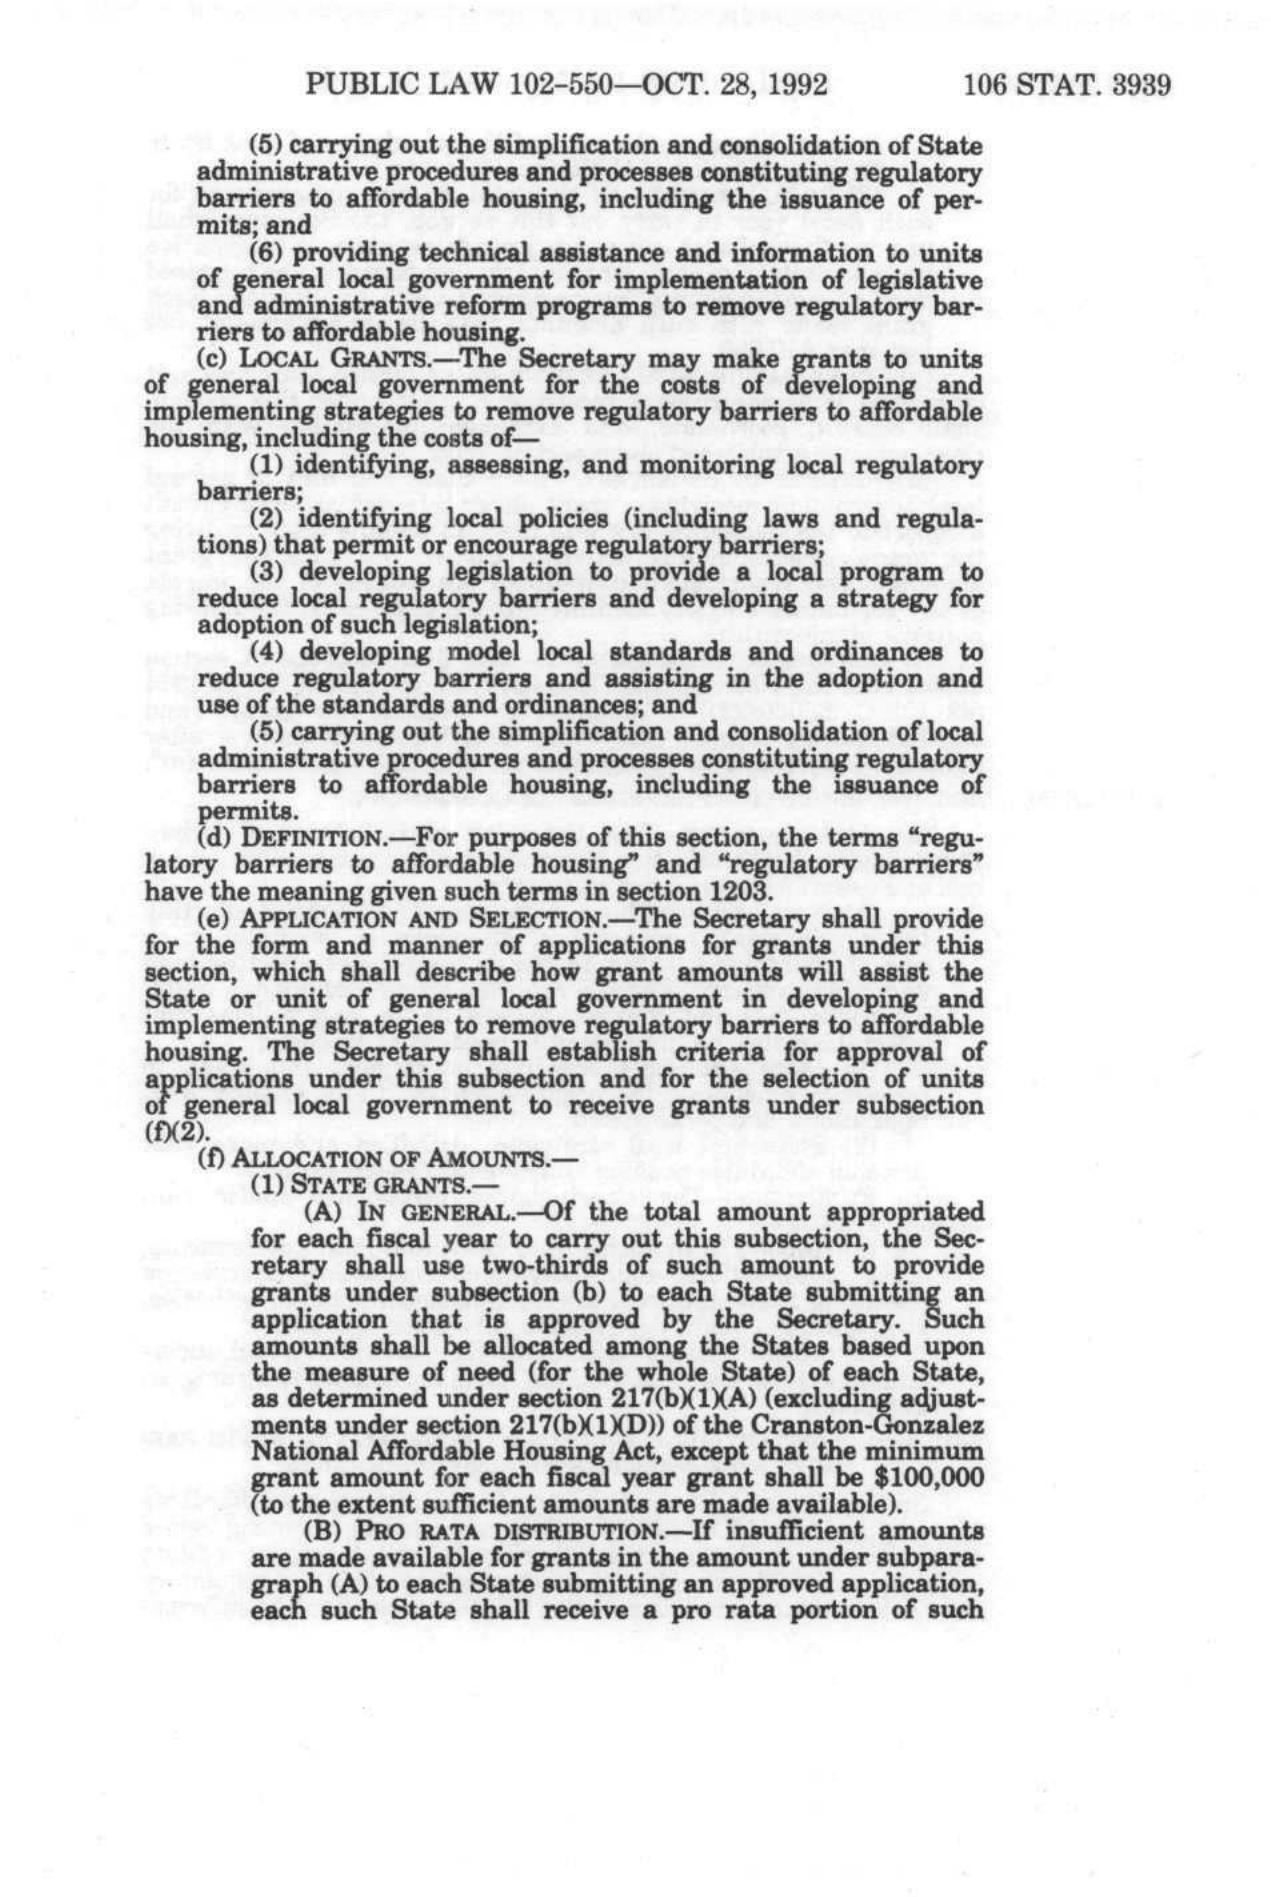 PUBLIC LAW 102-550—OCT. 28, 1992 106 STAT. 3939
(5) carrying out the simplification and consolidation of State
administrative procedures and processes constituting regulatory
barriers to affordable housing, including the issuance of per-
mits; and
(6) providing technical assistance and information to units
of general local government for implementation of legislative
and administrative reform programs to remove regulatory bar-
riers to affordable housing.
(c) LOCAL GRANTS.—The Secretary may make grants to units
of general local government for the costs of developing and
implementing strategies to remove regulatory barriers to affordable
housing, including the costs of—
(1) identifying, assessing, and monitoring local regulatory
barriers;
(2) identifying local policies (including laws and regula-
tions) that permit or encourage regulatory barriers;
(3) developing legislation to provide a local program to
reduce local regulatory barriers and developing a strategy for
adoption of such legislation;
(4) developing model local standards and ordinances to
reduce regulatory barriers and assisting in the adoption and
use of the standards and ordinances; and
(5) carrying out the simplification and consolidation of local
administrative procedures and processes constituting regulatory
barriers to affordable housing, including the issuance of
permits.
(d) DEFINITION.—For purposes of this section, the terms “regu-
latory barriers to affordable housing” and “regulatory barriers”
have the meaning given such terms in section 1203.
(e) APPLICATION AND SELECTION.—The Secretary shall provide
for the form and manner of applications for grants under this
section, which shall describe how grant amounts will assist the
State or unit of general local government in developing and
implementing strategies to remove regulatory barriers to affordable
housing. The Secretary shall establish criteria for approval of
applications under this subsection and for the selection of units
of general local government to receive grants under subsection
(f)(2).
(f) ALLOCATION OF AMOUNTS.—
(1) STATE GRANTS.—
(A) IN GENERAL.—Of the total amount appropriated
for each fiscal year to carry out this subsection, the Sec-
retary shall use two-thirds of such amount to provide
grants under subsection (b) to each State submitting an
application that is approved by the Secretary. Such
amounts shall be allocated among the States based upon
the measure of need (for the whole State) of each State,
as determined under section 217(b)(1)(A) (excluding adjust-
ments under section 217(b)(1)(D)) of the Cranston-Gonzalez
National Affordable Housing Act, except that the minimum
grant amount for each fiscal year grant shall be $100,000
(to the extent sufficient amounts are made available).
(B) PRO RATA DISTRIBUTION.—If insufficient amounts
are made available for grants in the amount under subpara-
graph (A) to each State submitting an approved application,
each such State shall receive a pro rata portion of such